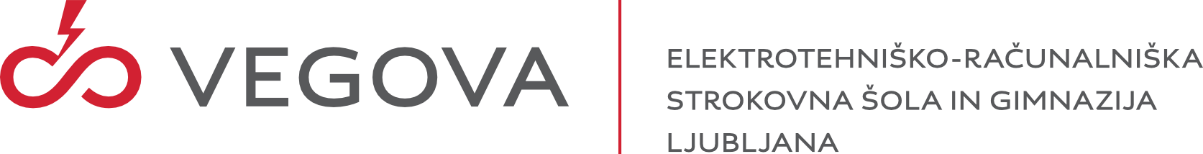 VEGOVA
ELEKTROTEHNIŠKO-RAČUNALNIŠKA
STROKOVNA ŠOLA IN GIMNAZIJA
LJUBLJANA